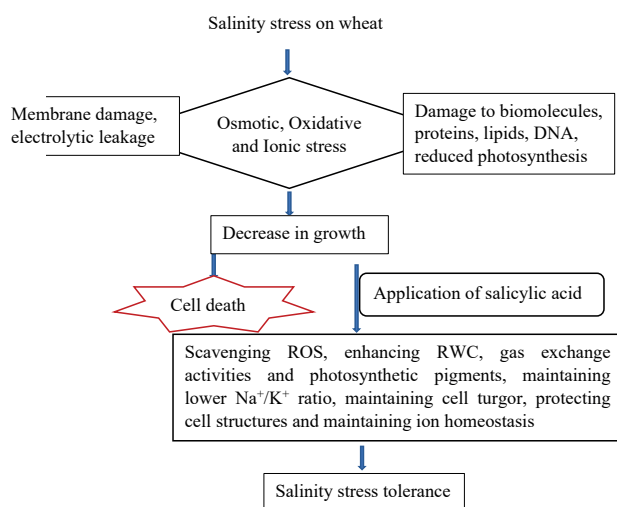 Salinity stress on wheat
Membrane damage,
electrolytic leakage
Osmotic, Oxidative
and Ionic stress
Damage to biomolecules,
proteins, lipids, DNA,
reduced photosynthesis
Decrease in growth
Cell death
Application of salicylic acid
Scavenging ROS, enhancing RWC, gas exchange
activities and photosynthetic pigments, maintaining
lower Na⁺/K⁺ ratio, maintaining cell turgor, protecting
cell structures and maintaining ion homeostasis
Salinity stress tolerance